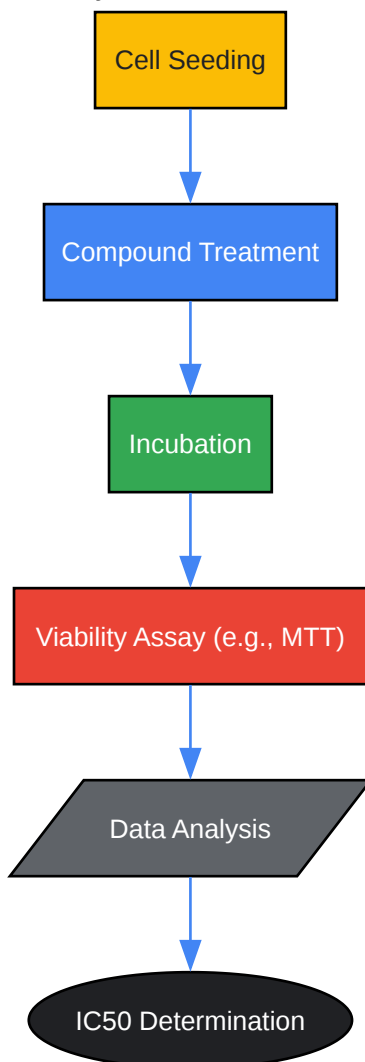 Cell Seeding
Compound Treatment
Incubation
Viability Assay (e.g., MTT)
Data Analysis
IC50 Determination